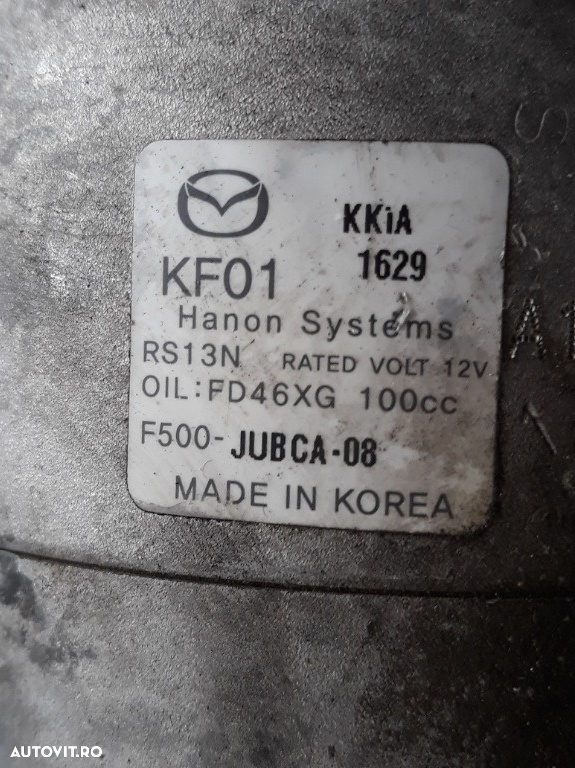 KKiA
KF01 1629
Hanon Systems
RS13N RATED VOLT 12V
OIL:FD46XG 100cc
F500-JUBCA-08
MADE IN KOREA
S
A1
AUTOVIT.RO